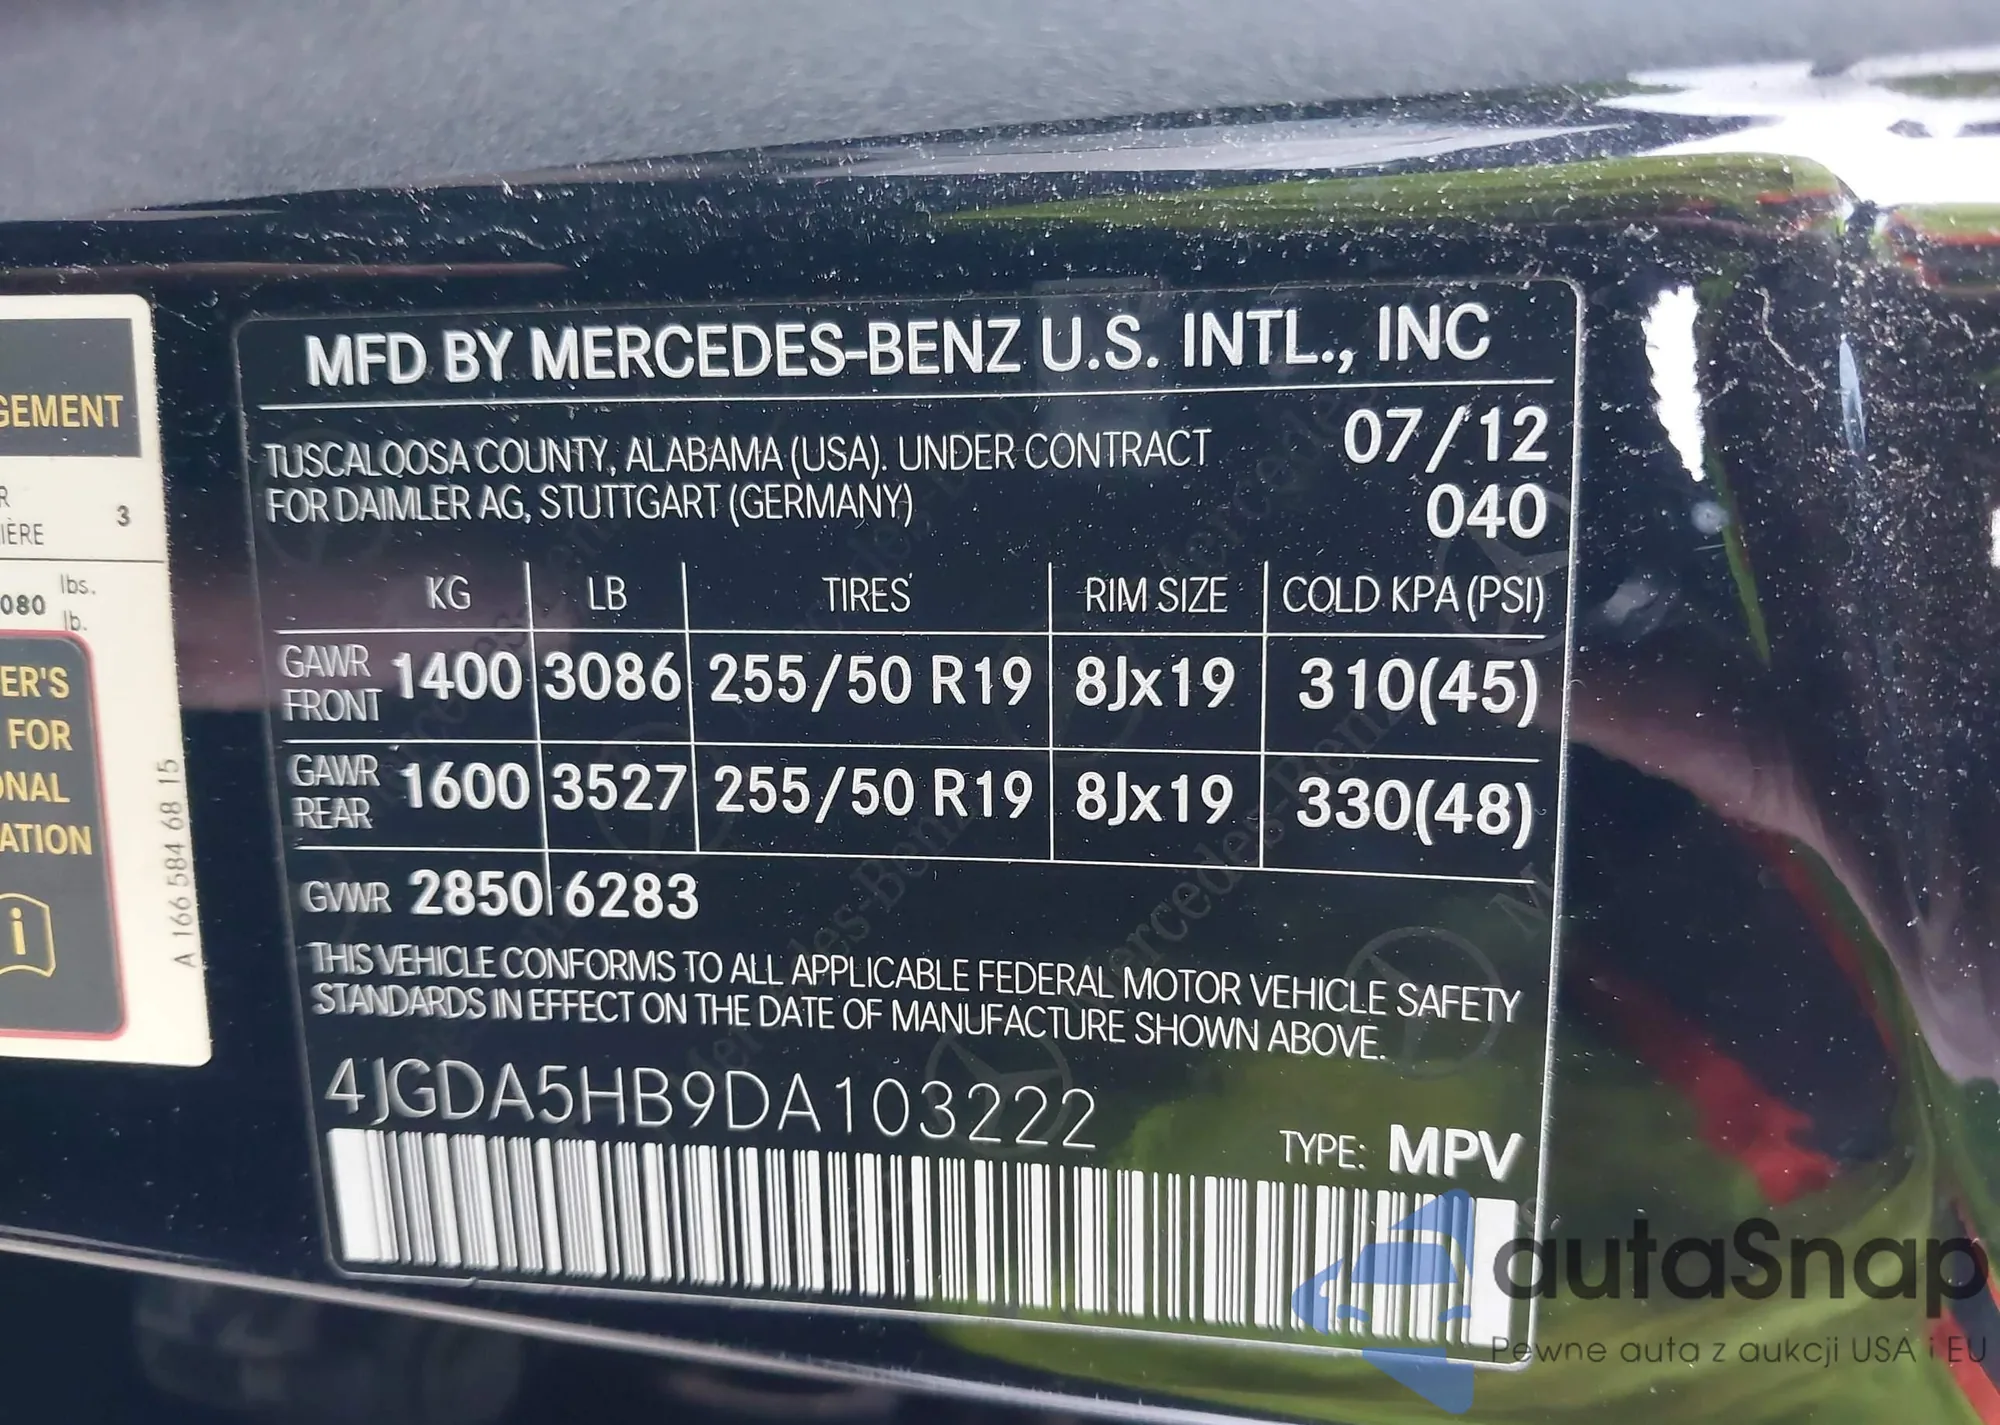 MFD BY MERCEDES-BENZ U.S. INTL., INC
TUSCALOOSA COUNTY, ALABAMA (USA). UNDER CONTRACT
FOR DAIMLER AG, STUTTGART (GERMANY)
07/12
040
KG LB TIRES RIM SIZE COLD KPA (PSI)
GAWR FRONT 1400 3086 255/50 R19 8Jx19 310(45)
GAWR REAR 1600 3527 255/50 R19 8Jx19 330(48)
GVWR 2850 6283
THIS VEHICLE CONFORMS TO ALL APPLICABLE FEDERAL MOTOR VEHICLE SAFETY
STANDARDS IN EFFECT ON THE DATE OF MANUFACTURE SHOWN ABOVE.
4JGDA5HB9DA103222
TYPE: MPV
GEMENT
R
IÈRE 3
080 lbs.
lb.
ER'S
FOR
ONAL
ATION
i
A 166 584 68 15
autaSnap
Pewne auta z aukcji USA i EU